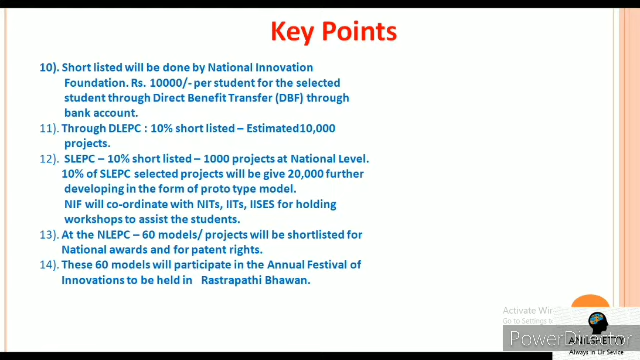 Key Points
10). Short listed will be done by National Innovation
Foundation. Rs. 10000/- per student for the selected
student through Direct Benefit Transfer (DBF) through
bank account.
11). Through DLEPC : 10% short listed – Estimated10,000
projects.
12). SLEPC – 10% short listed – 1000 projects at National Level.
10% of SLEPC selected projects will be give 20,000 further
developing in the form of proto type model.
NIF will co-ordinate with NITs, IITs, IISES for holding
workshops to assist the students.
13). At the NLEPC – 60 models/ projects will be shortlisted for
National awards and for patent rights.
14). These 60 models will participate in the Annual Festival of
Innovations to be held in Rastrapathi Bhawan.
Activate Wir
Go to Settings t
PowerDirector
Always in Ur Sevice